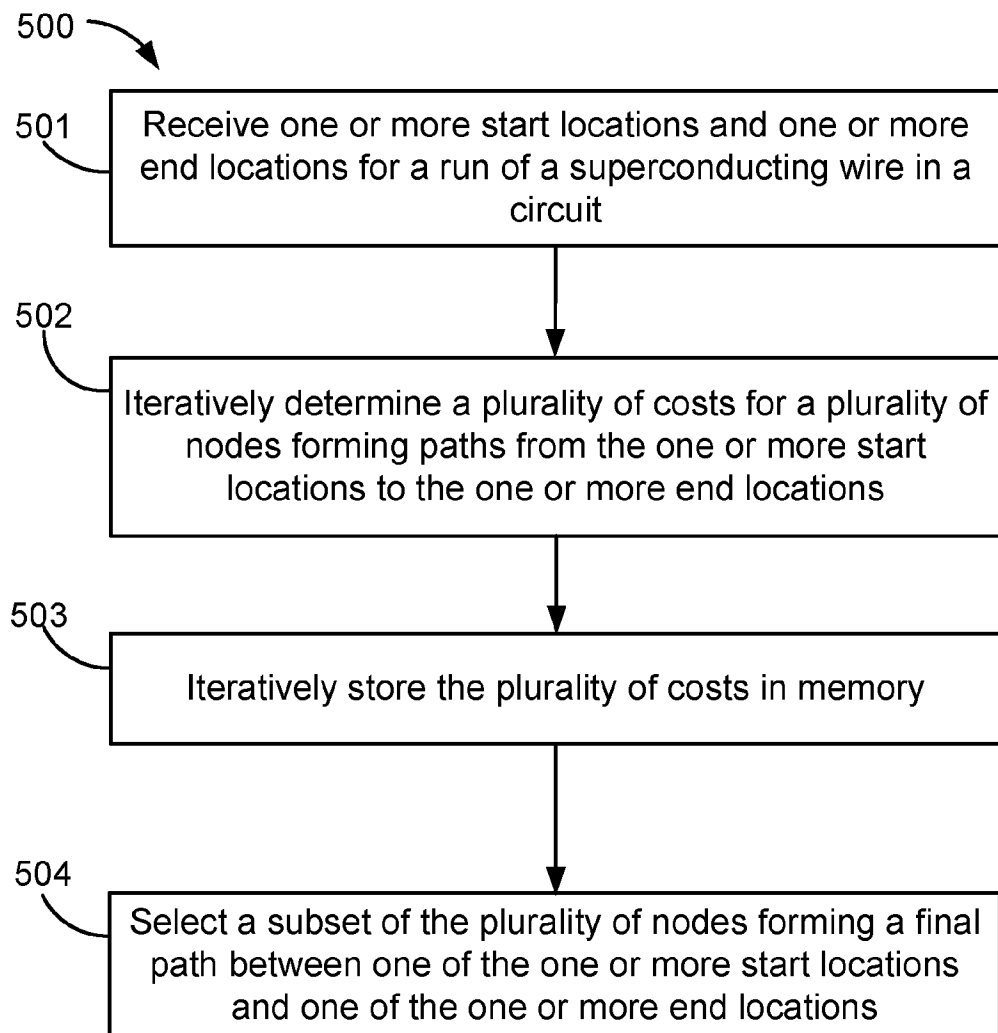 500
501
Receive one or more start locations and one or more
end locations for a run of a superconducting wire in a
circuit
502
Iteratively determine a plurality of costs for a plurality of
nodes forming paths from the one or more start
locations to the one or more end locations
503
Iteratively store the plurality of costs in memory
504
Select a subset of the plurality of nodes forming a final
path between one of the one or more start locations
and one of the one or more end locations